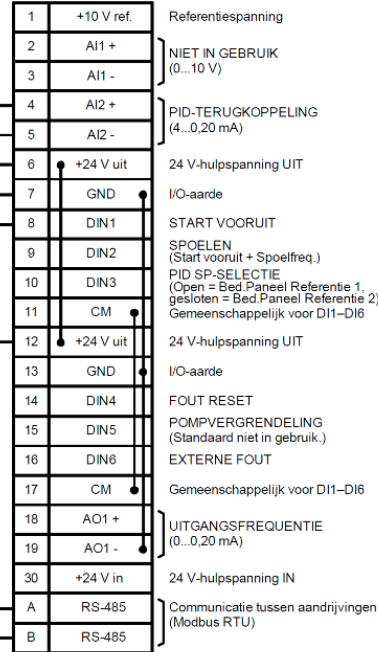 1 +10 V ref. Referentiespanning
2 AI1 + NIET IN GEBRUIK
(0...10 V)
3 AI1 -
4 AI2 + PID-TERUGKOPPELING
(4...0,20 mA)
5 AI2 -
6 +24 V uit 24 V-hulpspanning UIT
7 GND I/O-aarde
8 DIN1 START VOORUIT
9 DIN2 SPOELEN
(Start vooruit + Spoelfreq.)
10 DIN3 PID SP-SELECTIE
(Open = Bed.Paneel Referentie 1,
gesloten = Bed.Paneel Referentie 2)
11 CM Gemeenschappelijk voor DI1–DI6
12 +24 V uit 24 V-hulpspanning UIT
13 GND I/O-aarde
14 DIN4 FOUT RESET
15 DIN5 POMPVERGRENDELING
(Standaard niet in gebruik.)
16 DIN6 EXTERNE FOUT
17 CM Gemeenschappelijk voor DI1–DI6
18 AO1 + UITGANGSFREQUENTIE
(0...0,20 mA)
19 AO1 -
30 +24 V in 24 V-hulpspanning IN
A RS-485 Communicatie tussen aandrijvingen
(Modbus RTU)
B RS-485